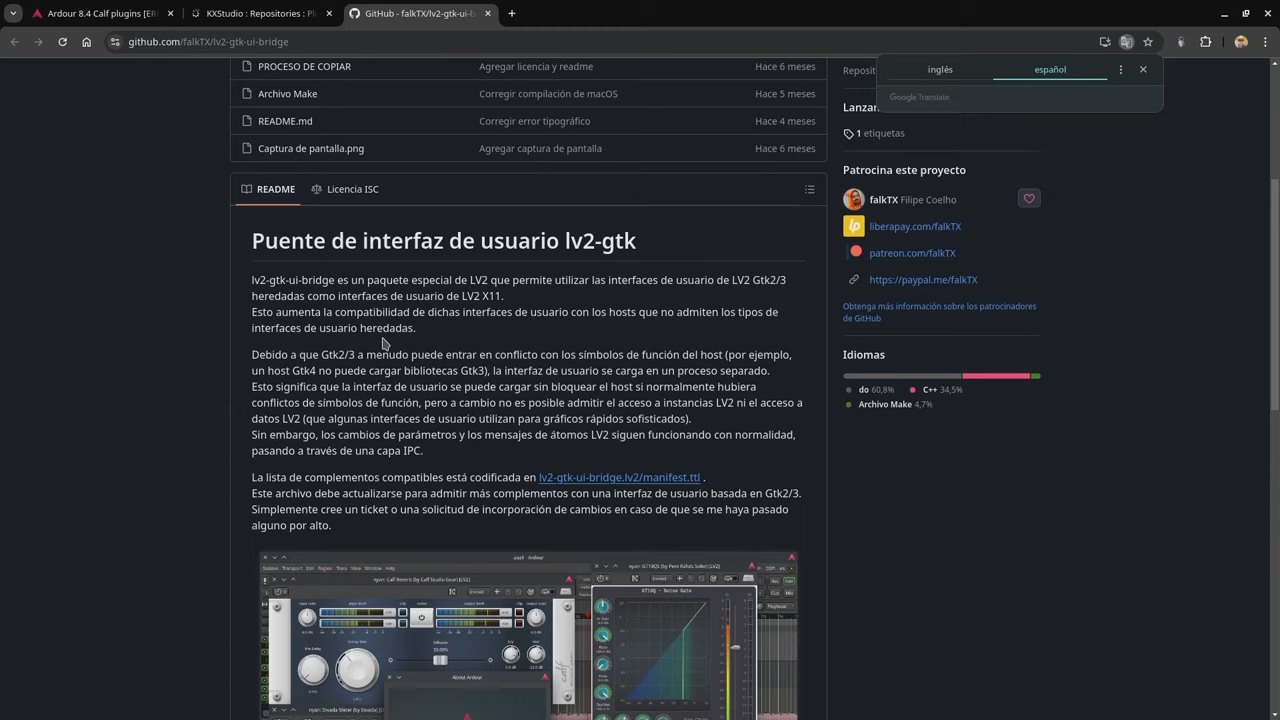 Ardour 8.4 Calf plugins [ER
KXStudio : Repositories : Pl
GitHub - falkTX/lv2-gtk-ui-b
github.com/falkTX/lv2-gtk-ui-bridge
inglés
español
Google Translate
PROCESO DE COPIAR
Agregar licencia y readme
Hace 6 meses
Archivo Make
Corregir compilación de macOS
Hace 5 meses
README.md
Corregir error tipográfico
Hace 4 meses
Captura de pantalla.png
Agregar captura de pantalla
Hace 6 meses
README
Licencia ISC
Puente de interfaz de usuario lv2-gtk
lv2-gtk-ui-bridge es un paquete especial de LV2 que permite utilizar las interfaces de usuario de LV2 Gtk2/3
heredadas como interfaces de usuario de LV2 X11.
Esto aumenta la compatibilidad de dichas interfaces de usuario con los hosts que no admiten los tipos de
interfaces de usuario heredadas.
Debido a que Gtk2/3 a menudo puede entrar en conflicto con los símbolos de función del host (por ejemplo,
un host Gtk4 no puede cargar bibliotecas Gtk3), la interfaz de usuario se carga en un proceso separado.
Esto significa que la interfaz de usuario se puede cargar sin bloquear el host si normalmente hubiera
conflictos de símbolos de función, pero a cambio no es posible admitir el acceso a instancias LV2 ni el acceso a
datos LV2 (que algunas interfaces de usuario utilizan para gráficos rápidos sofisticados).
Sin embargo, los cambios de parámetros y los mensajes de átomos LV2 siguen funcionando con normalidad,
pasando a través de una capa IPC.
La lista de complementos compatibles está codificada en lv2-gtk-ui-bridge.lv2/manifest.ttl .
Este archivo debe actualizarse para admitir más complementos con una interfaz de usuario basada en Gtk2/3.
Simplemente cree un ticket o una solicitud de incorporación de cambios en caso de que se me haya pasado
alguno por alto.
Reposit
Lanzan
1 etiquetas
Patrocina este proyecto
falkTX Filipe Coelho
liberapay.com/falkTX
patreon.com/falkTX
https://paypal.me/falkTX
Obtenga más información sobre los patrocinadores
de GitHub
Idiomas
do 60,8%
C++ 34,5%
Archivo Make 4,7%
About Ardour